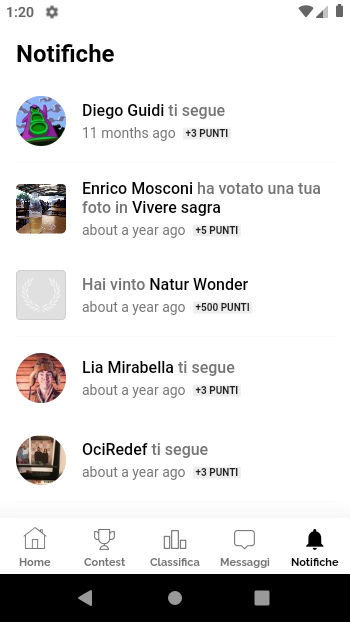 1:20
Notifiche
Diego Guidi ti segue
11 months ago +3 PUNTI
Enrico Mosconi ha votato una tua
foto in Vivere sagra
about a year ago +5 PUNTI
Hai vinto Natur Wonder
about a year ago +500 PUNTI
Lia Mirabella ti segue
about a year ago +3 PUNTI
OciRedef ti segue
about a year ago +3 PUNTI
Home Contest Classifica Messaggi Notifiche